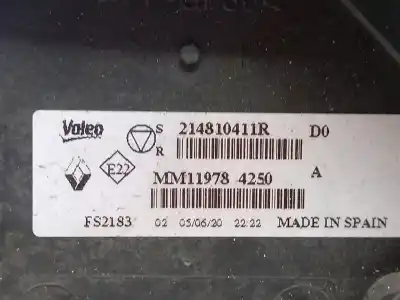 Valeo S R 214810411R D0
E22 MM11978 4250 A
FS2183 02 05/06/20 22:22 MADE IN SPAIN